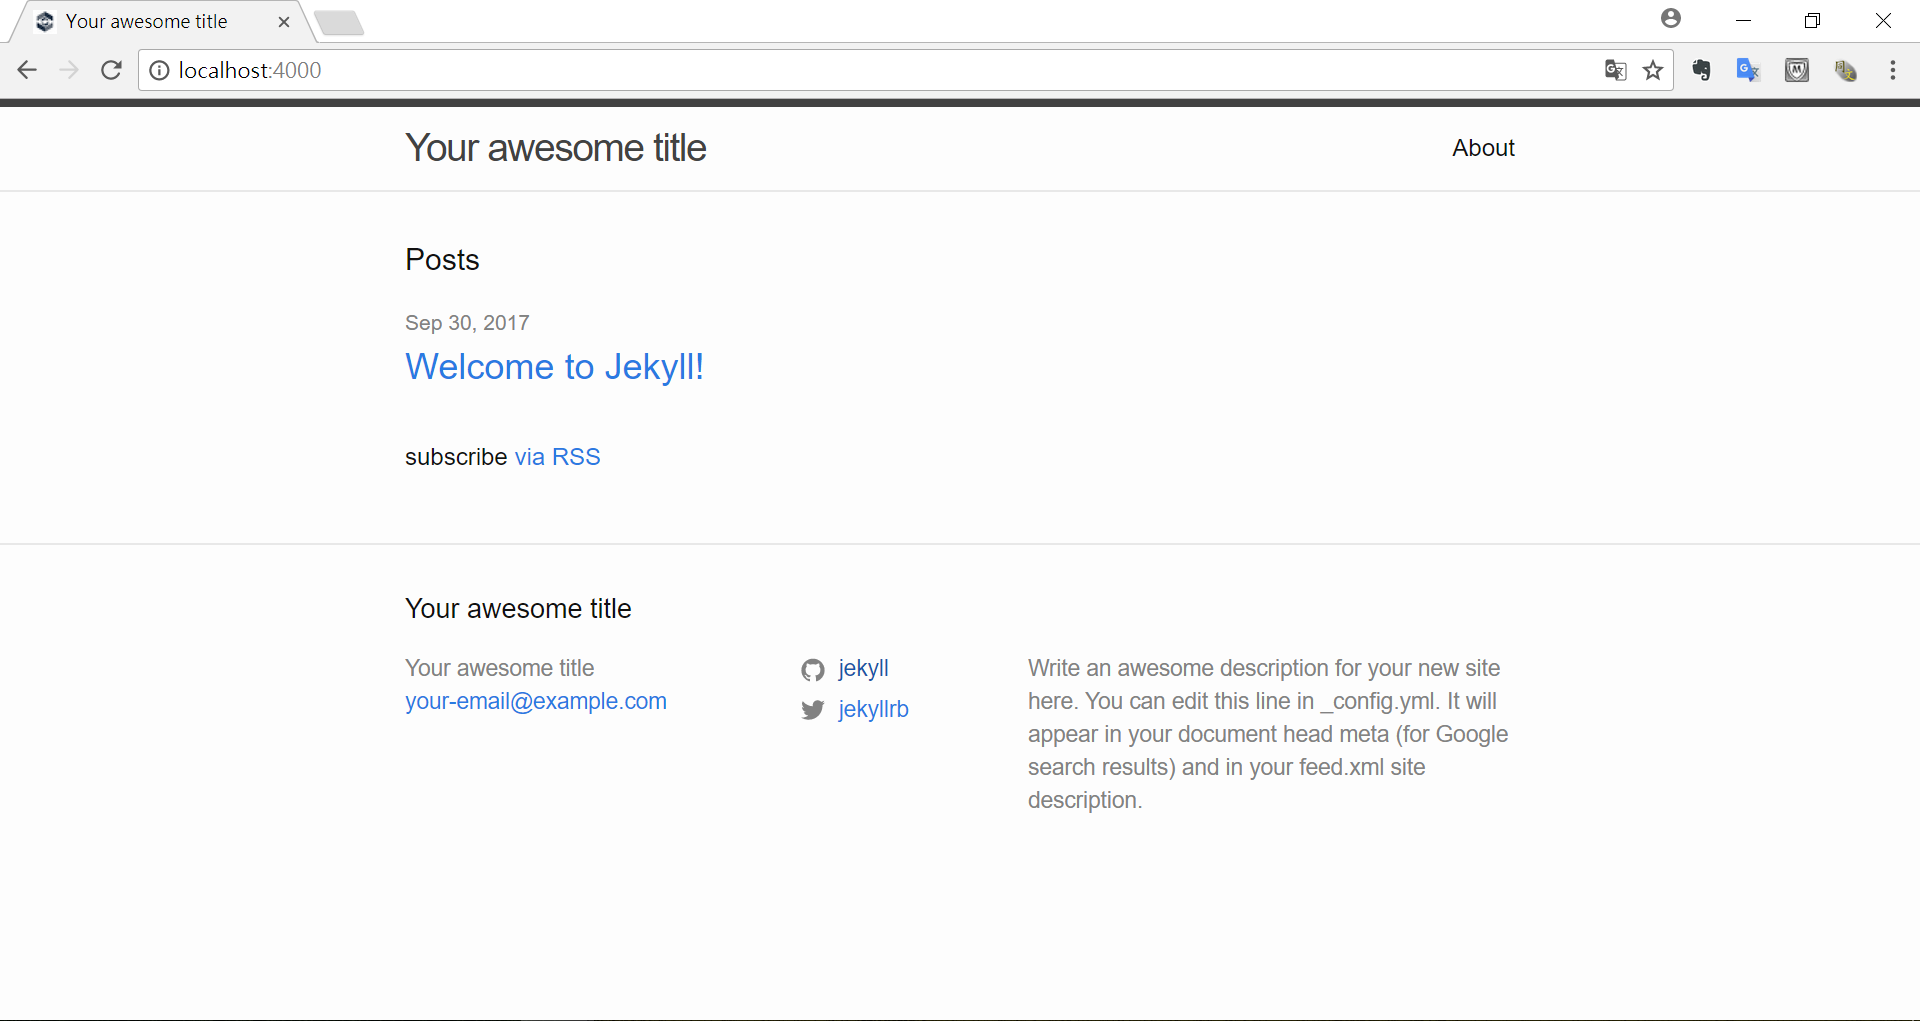 Your awesome title
localhost:4000
Your awesome title
About
Posts
Sep 30, 2017
Welcome to Jekyll!
subscribe via RSS
Your awesome title
Your awesome title
your-email@example.com
jekyll
jekyllrb
Write an awesome description for your new site
here. You can edit this line in _config.yml. It will
appear in your document head meta (for Google
search results) and in your feed.xml site
description.